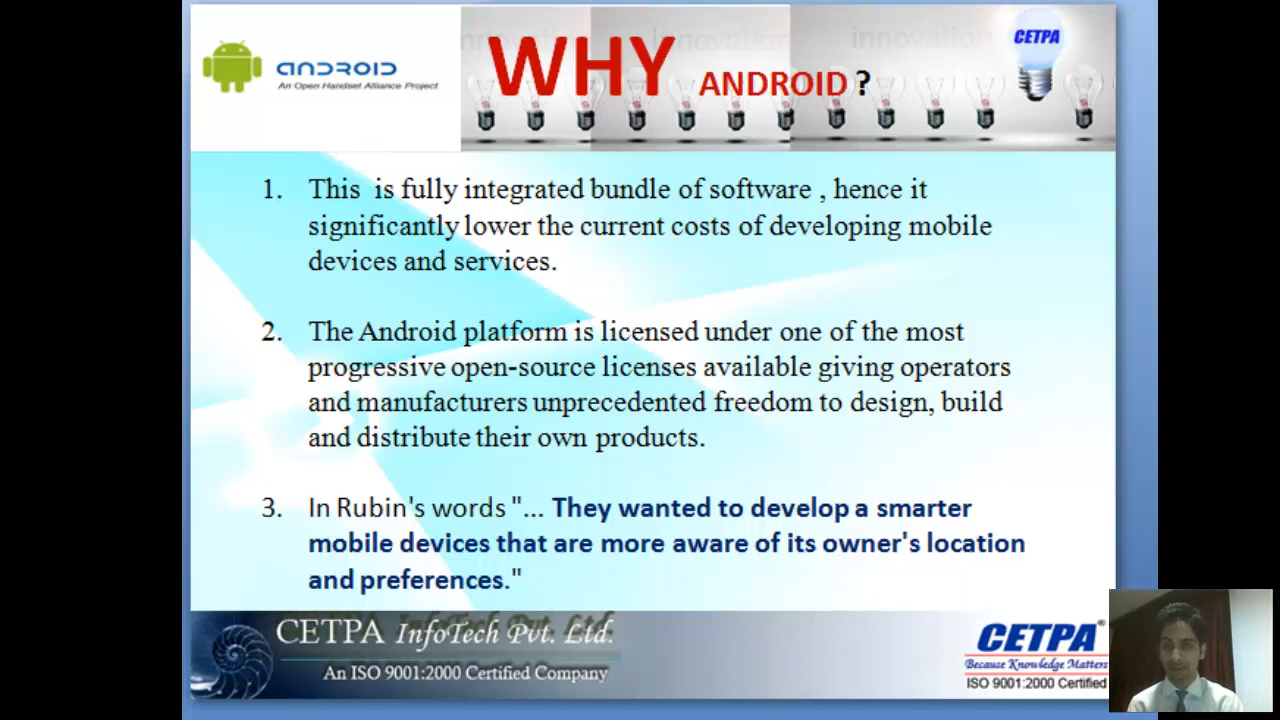 ANDROID
An Open Handset Alliance Project
WHY ANDROID ?
CETPA
1. This is fully integrated bundle of software , hence it
significantly lower the current costs of developing mobile
devices and services.
2. The Android platform is licensed under one of the most
progressive open-source licenses available giving operators
and manufacturers unprecedented freedom to design, build
and distribute their own products.
3. In Rubin's words "... They wanted to develop a smarter
mobile devices that are more aware of its owner's location
and preferences."
CETPA InfoTech Pvt. Ltd.
An ISO 9001:2000 Certified Company
CETPA®
Because Knowledge Matters
ISO 9001:2000 Certified